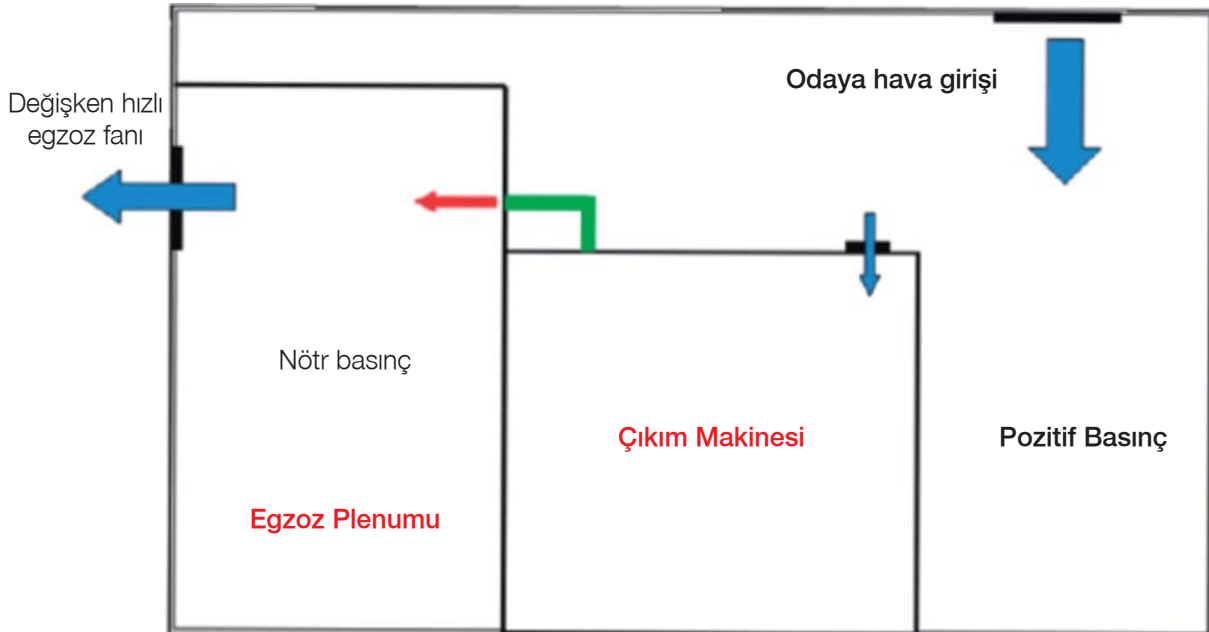 Odaya hava girişi
Değişken hızlı
egzoz fanı
Nötr basınç
Çıkım Makinesi
Pozitif Basınç
Egzoz Plenumu